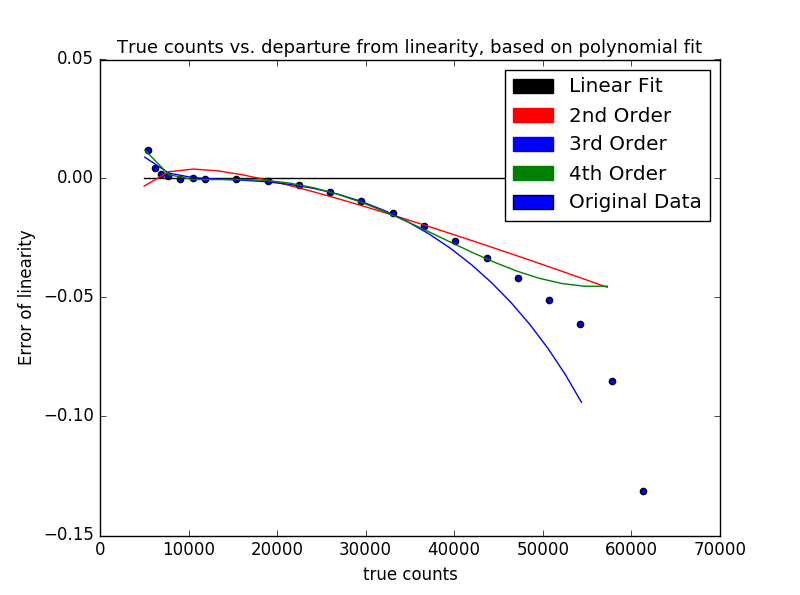 True counts vs. departure from linearity, based on polynomial fit
Linear Fit
2nd Order
3rd Order
4th Order
Original Data
0.05
0.00
−0.05
−0.10
−0.15
Error of linearity
0 10000 20000 30000 40000 50000 60000 70000
true counts